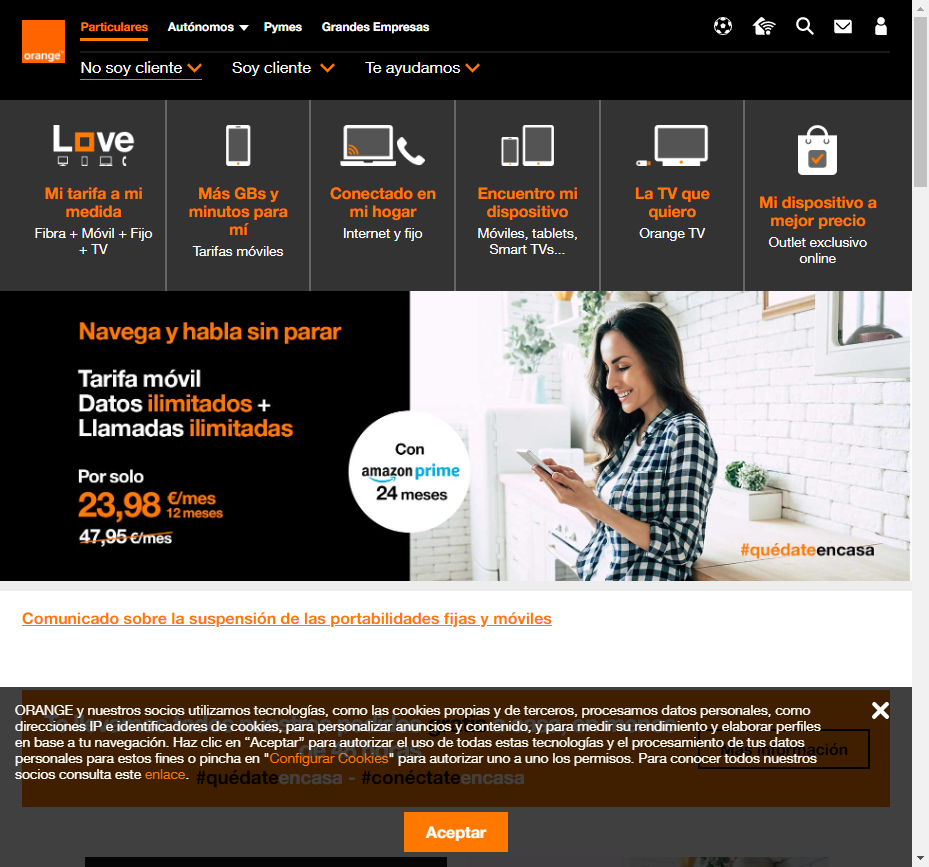 orange™
Particulares
Autónomos
Pymes
Grandes Empresas
No soy cliente
Soy cliente
Te ayudamos
Love
Mi tarifa a mi
medida
Fibra + Móvil + Fijo
+ TV
Más GBs y
minutos para
mí
Tarifas móviles
Conectado en
mi hogar
Internet y fijo
Encuentro mi
dispositivo
Móviles, tablets,
Smart TVs...
La TV que
quiero
Orange TV
Mi dispositivo a
mejor precio
Outlet exclusivo
online
Navega y habla sin parar
Tarifa móvil
Datos ilimitados +
Llamadas ilimitadas
Por solo
23,98 €/mes
12 meses
47,95 €/mes
Con
amazon prime
24 meses
#quédateencasa
Comunicado sobre la suspensión de las portabilidades fijas y móviles
ORANGE y nuestros socios utilizamos tecnologías, como las cookies propias y de terceros, procesamos datos personales, como
direcciones IP e identificadores de cookies, para personalizar anuncios y contenido, y para medir su rendimiento y elaborar perfiles
en base a tu navegación. Haz clic en “Aceptar” para autorizar el uso de todas estas tecnologías y el procesamiento de tus datos
personales para estos fines o pincha en "Configurar Cookies" para autorizar uno a uno los permisos. Para conocer todos nuestros
socios consulta este enlace.
Más información
#quédateencasa - #conéctateencasa
Aceptar